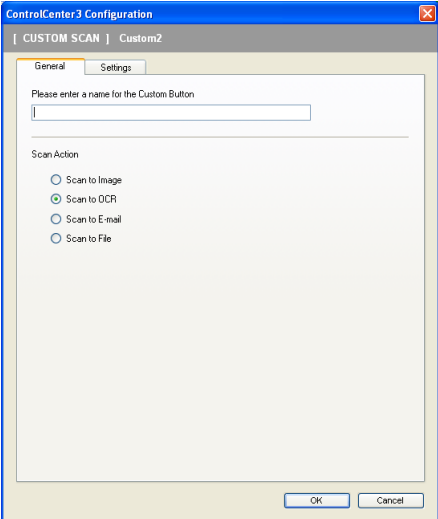 ControlCenter3 Configuration
[ CUSTOM SCAN ] Custom2
General Settings
Please enter a name for the Custom Button
Scan Action
Scan to Image
Scan to OCR
Scan to E-mail
Scan to File
OK Cancel